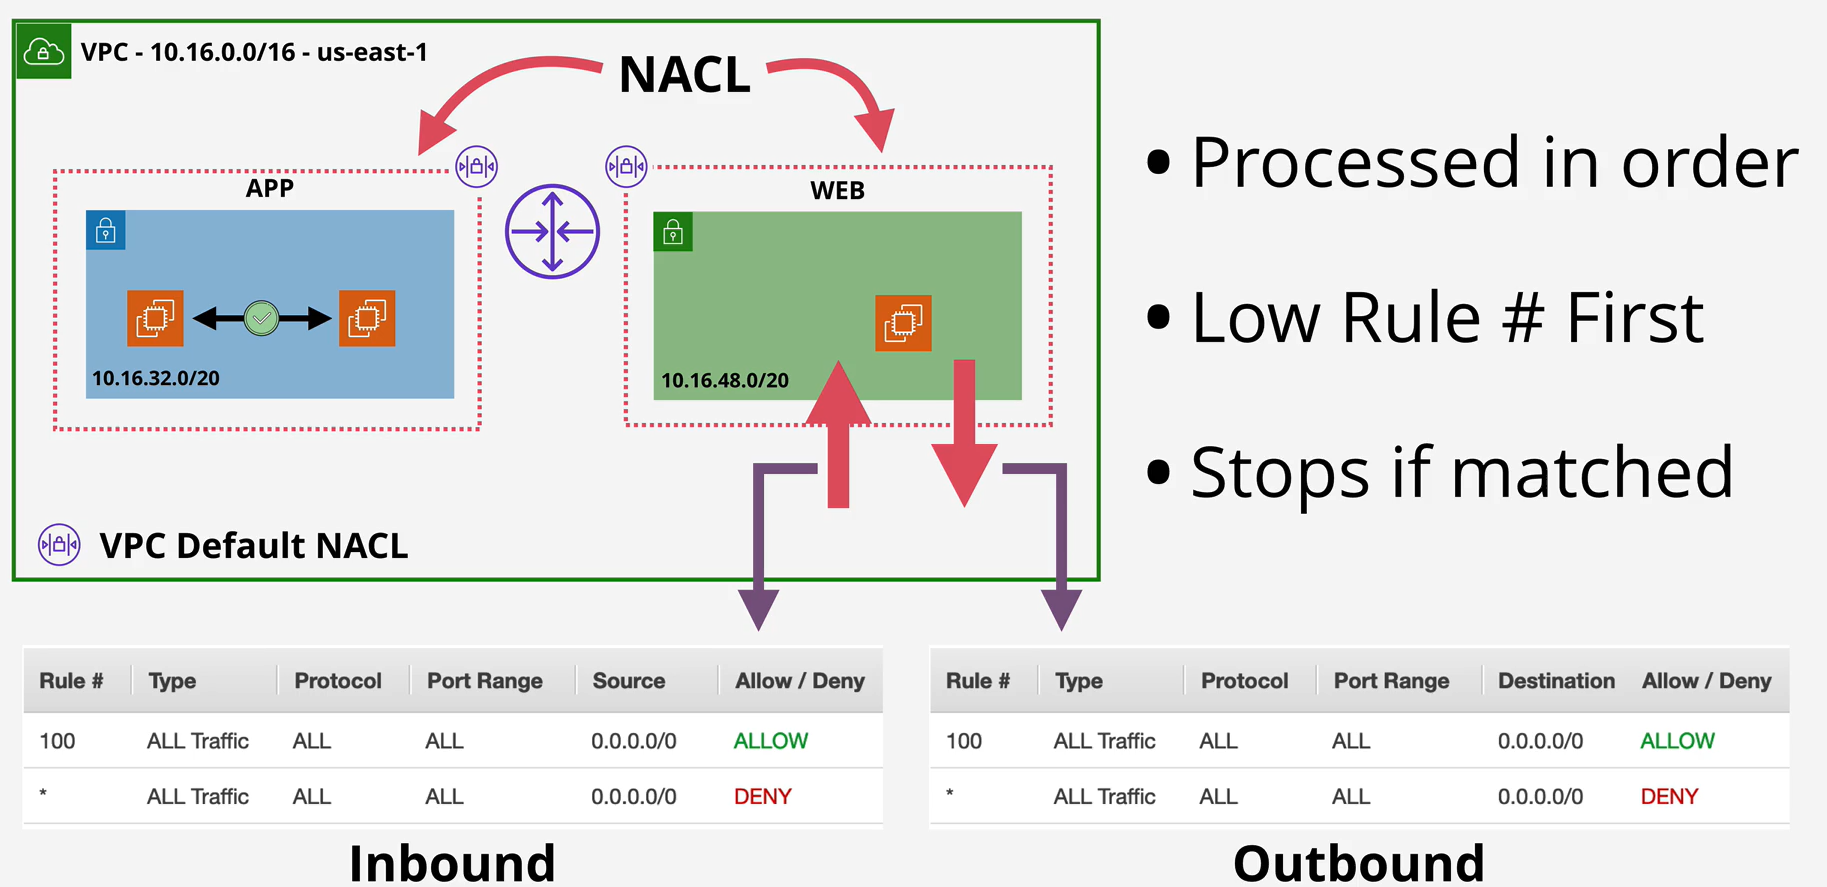 VPC - 10.16.0.0/16 - us-east-1
NACL
APP
WEB
10.16.32.0/20
10.16.48.0/20
VPC Default NACL
• Processed in order
• Low Rule # First
• Stops if matched
Rule # Type Protocol Port Range Source Allow / Deny
100 ALL Traffic ALL ALL 0.0.0.0/0 ALLOW
* ALL Traffic ALL ALL 0.0.0.0/0 DENY
Inbound
Rule # Type Protocol Port Range Destination Allow / Deny
100 ALL Traffic ALL ALL 0.0.0.0/0 ALLOW
* ALL Traffic ALL ALL 0.0.0.0/0 DENY
Outbound